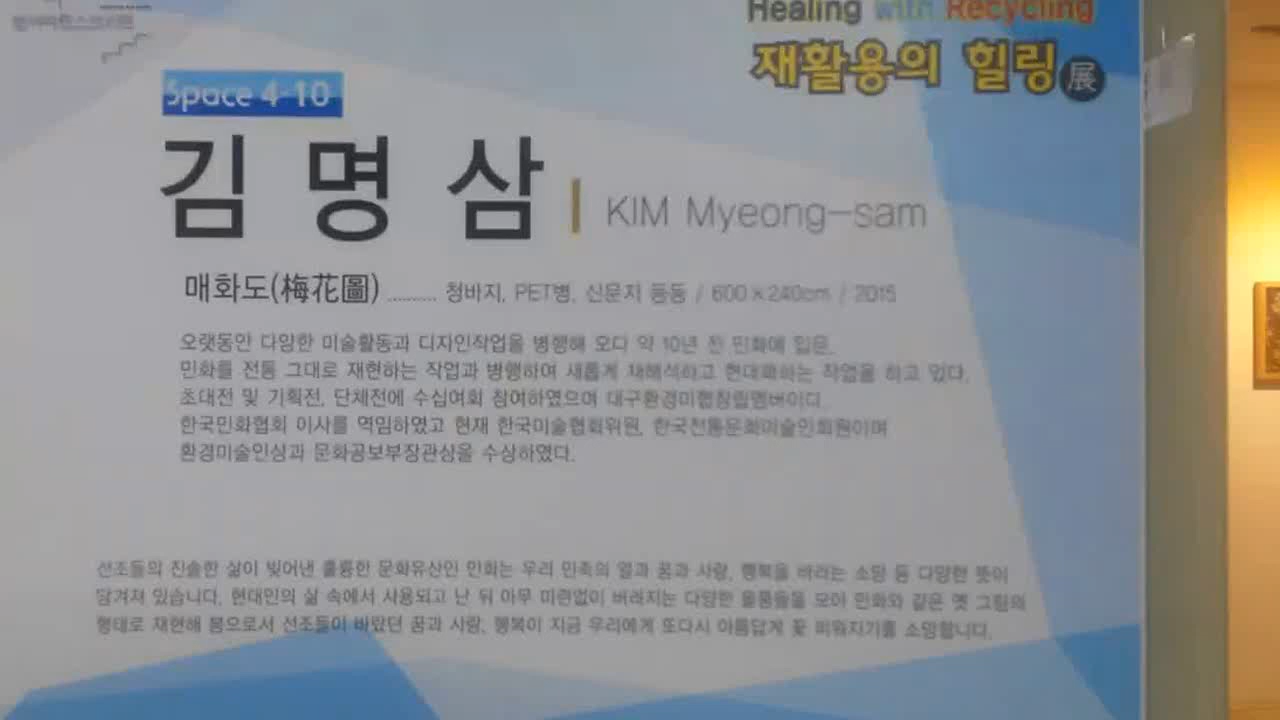 Healing with Recycling
재활용의 힐링展
Space 4-10
김명삼 KIM Myeong-sam
매화도(梅花圖) .......... 청바지, PET병, 신문지 등등 / 600×240cm / 2015
오랫동안 다양한 미술활동과 디자인작업을 병행해 오다 약 10년 전 민화에 입문.
민화를 전통 그대로 재현하는 작업과 병행하여 새롭게 재해석하고 현대화하는 작업을 하고 있다.
초대전 및 기획전, 단체전에 수십여회 참여하였으며 대구환경미협창립멤버이다.
한국민화협회 이사를 역임하였고 현재 한국미술협회위원, 한국전통문화미술인회원이며
환경미술인상과 문화공보부장관상을 수상하였다.
선조들의 진솔한 삶이 빚어낸 훌륭한 문화유산인 민화는 우리 민족의 얼과 꿈과 사랑, 행복을 바라는 소망 등 다양한 뜻이
담겨져 있습니다. 현대인의 삶 속에서 사용되고 난 뒤 아무 미련없이 버려지는 다양한 물품들을 모아 민화와 같은 옛 그림의
형태로 재현해 봄으로서 선조들이 바랐던 꿈과 사랑, 행복이 지금 우리에게 또다시 아름답게 꽃 피워지기를 소망합니다.